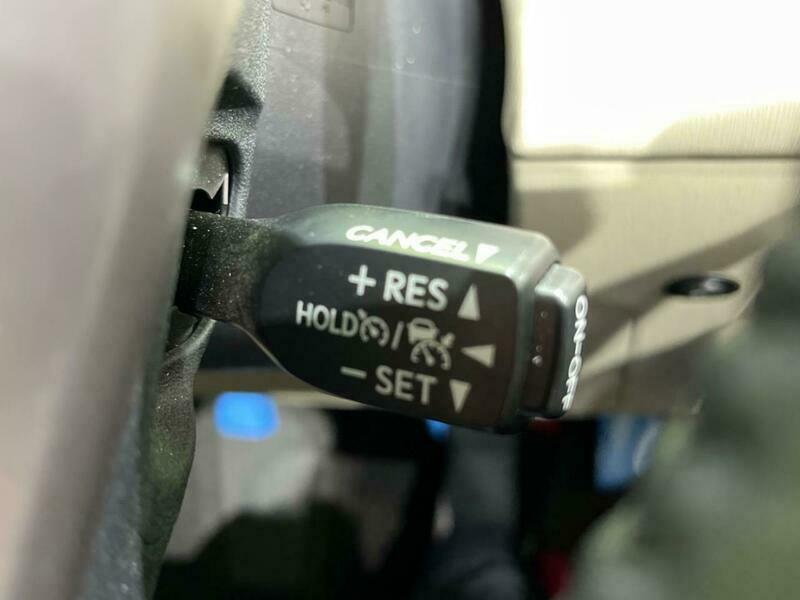 CANCEL
+ RES
HOLD /
− SET
ON-OFF